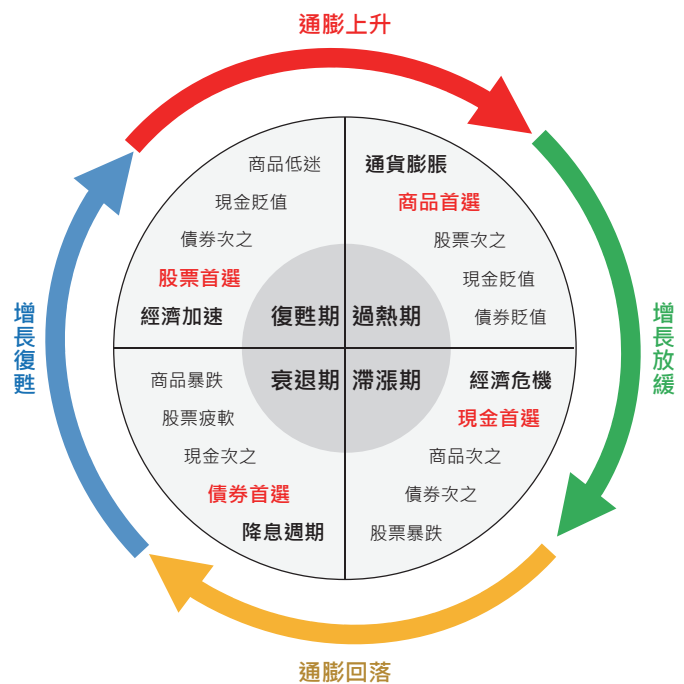 通膨上升
商品低迷
現金貶值
債券次之
股票首選
經濟加速
復甦期
通貨膨脹
商品首選
股票次之
現金貶值
債券貶值
過熱期
增長復甦
增長放緩
衰退期
商品暴跌
股票疲軟
現金次之
債券首選
降息週期
滯漲期
經濟危機
現金首選
商品次之
債券次之
股票暴跌
通膨回落